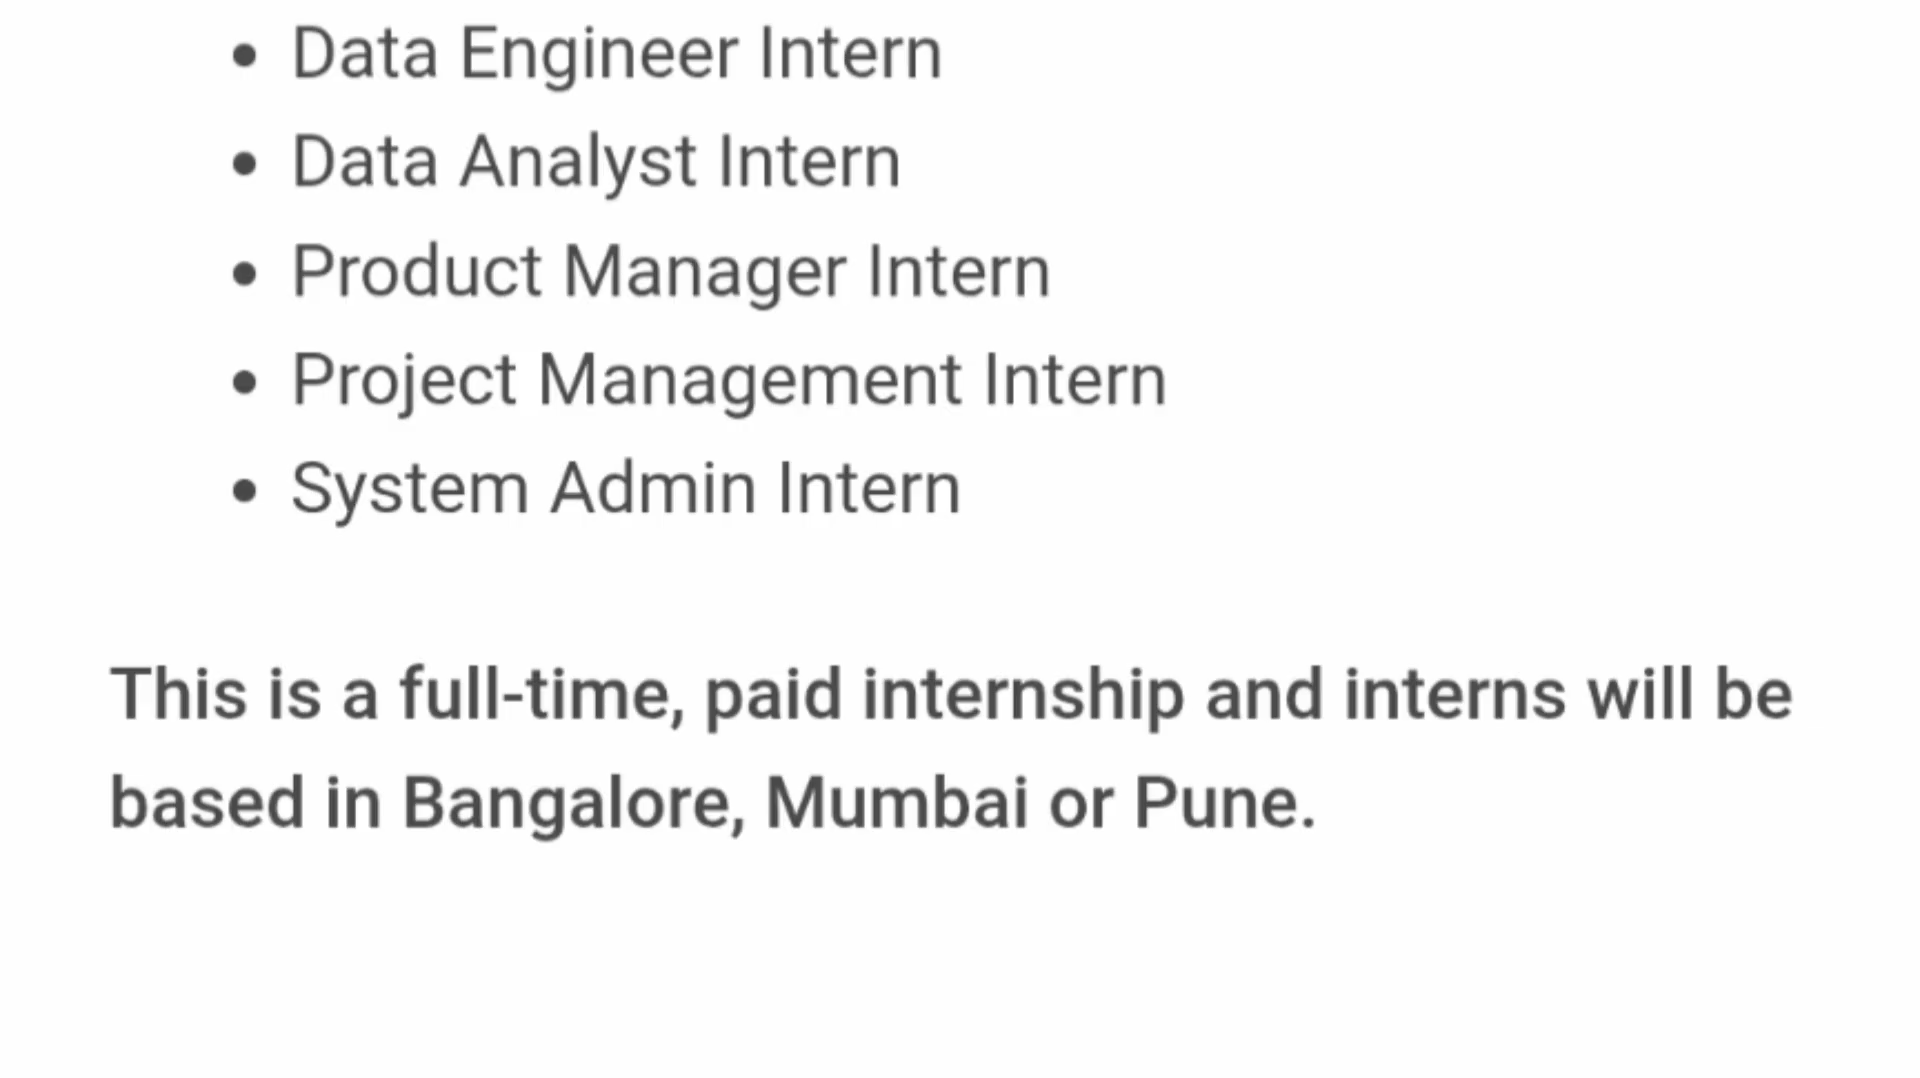 • Data Engineer Intern
• Data Analyst Intern
• Product Manager Intern
• Project Management Intern
• System Admin Intern
This is a full-time, paid internship and interns will be
based in Bangalore, Mumbai or Pune.